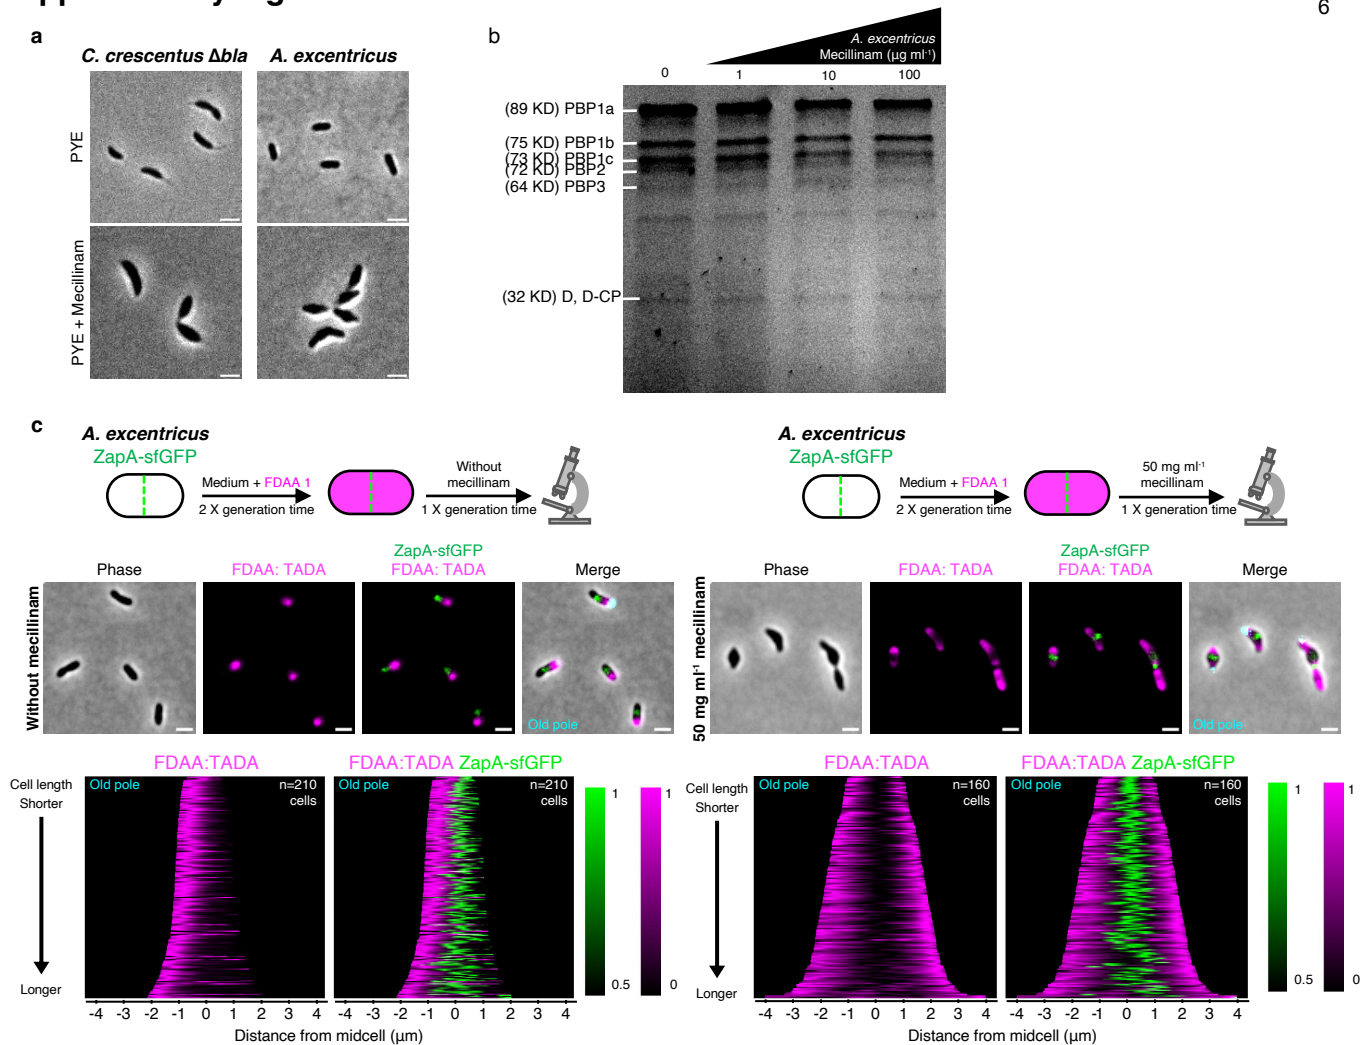 6
a
C. crescentus Δbla
A. excentricus
PYE
PYE + Mecillinam
b
A. excentricus
Mecillinam (µg ml-1)
0
1
10
100
(89 KD) PBP1a
(75 KD) PBP1b
(73 KD) PBP1c
(72 KD) PBP2
(64 KD) PBP3
(32 KD) D, D-CP
c
A. excentricus
ZapA-sfGFP
Medium + FDAA 1
2 X generation time
Without
mecillinam
1 X generation time
A. excentricus
ZapA-sfGFP
Medium + FDAA 1
2 X generation time
50 mg ml-1
mecillinam
1 X generation time
Without mecillinam
Phase
FDAA: TADA
ZapA-sfGFP
FDAA: TADA
Merge
Old pole
50 mg ml-1 mecillinam
Phase
FDAA: TADA
ZapA-sfGFP
FDAA: TADA
Merge
Old pole
Cell length
Shorter
Longer
FDAA:TADA
Old pole
n=210
cells
FDAA:TADA ZapA-sfGFP
Old pole
n=210
cells
1
0.5
1
0
-4 -3 -2 -1 0 1 2 3 4
-4 -3 -2 -1 0 1 2 3 4
Distance from midcell (µm)
Cell length
Shorter
Longer
FDAA:TADA
Old pole
n=160
cells
FDAA:TADA ZapA-sfGFP
Old pole
n=160
cells
1
0.5
1
0
-4 -3 -2 -1 0 1 2 3 4
-4 -3 -2 -1 0 1 2 3 4
Distance from midcell (µm)